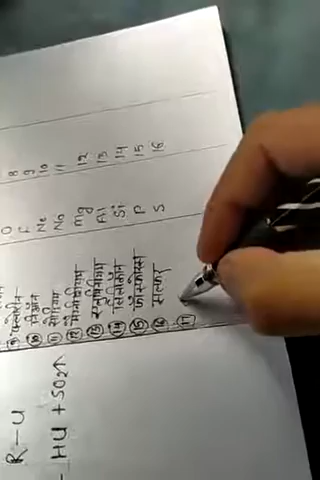 O 8
⑨ फ्लोरीन F 9
⑩ नेऑन Ne 10
⑪ सोडियम Na 11
⑫ मैग्नीशियम Mg 12
⑬ एल्युमिनियम Al 13
⑭ सिलीकॉन Si 14
⑮ फॉस्फोरस P 15
⑯ सल्फर S 16
⑰
R-U
HU + SO2↑